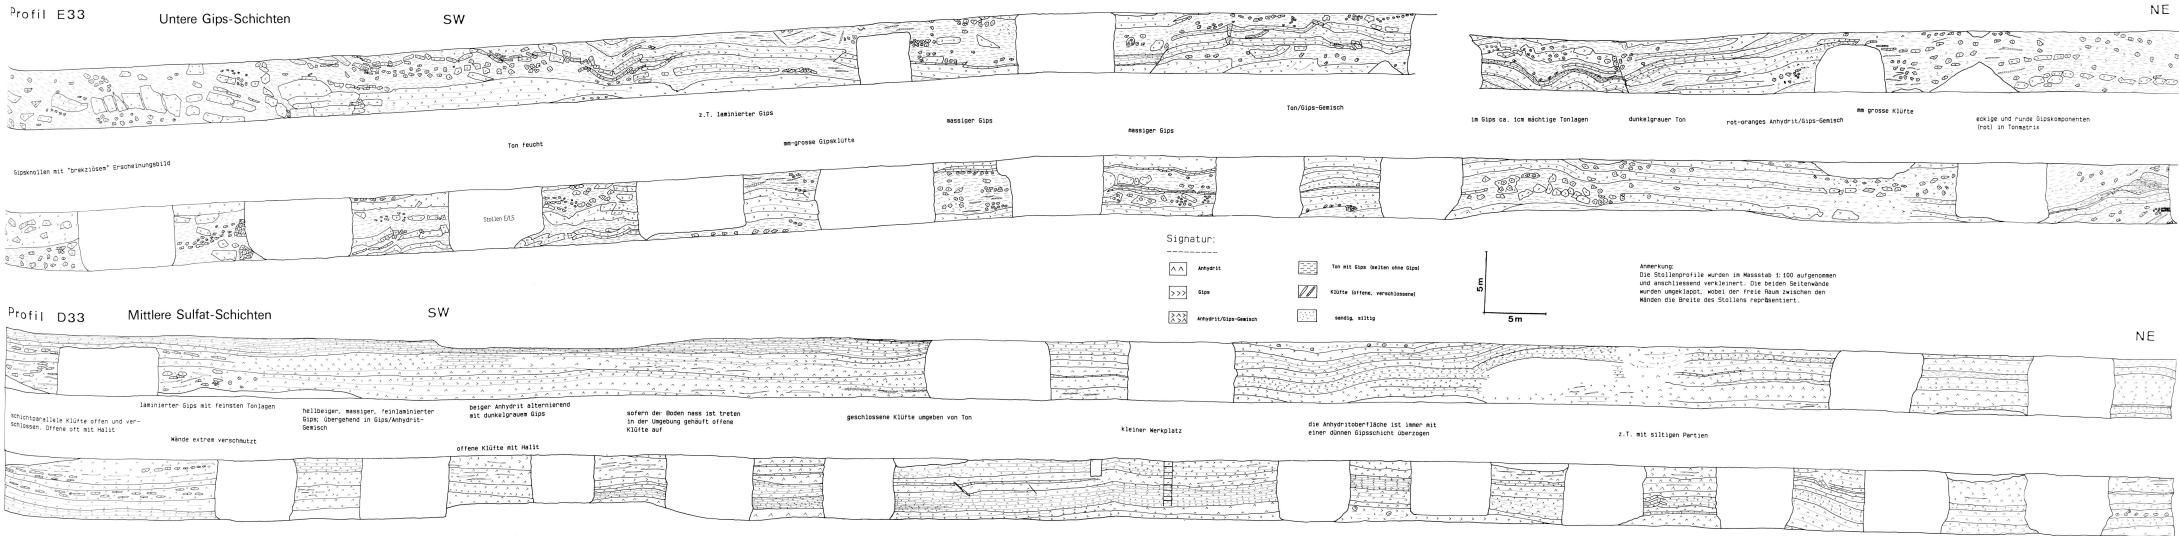 Profil E33
Untere Gips-Schichten
SW
NE
z.T. laminierter Gips
massiger Gips
massiger Gips
Ton/Gips-Gemisch
im Gips ca. 1cm mächtige Tonlagen
dunkelgrauer Ton
rot-oranges Anhydrit/Gips-Gemisch
mm grosse Klüfte
eckige und runde Gipskomponenten
(rot) in Tonmatrix
Gipsknollen mit "brekziösem" Erscheinungsbild
Ton feucht
mm-grosse Gipsklüfte
Stollen E/L5
Signatur:
Anhydrit
Gips
Anhydrit/Gips-Gemisch
Ton mit Gips (selten ohne Gips)
Klüfte (offene, verschlossene)
sandig, siltig
5m
5m
Anmerkung:
Die Stollenprofile wurden im Massstab 1:100 aufgenommen
und anschliessend verkleinert. Die beiden Seitenwände
wurden umgeklappt, wobei der freie Raum zwischen den
Wänden die Breite des Stollens repräsentiert.
Profil D33
Mittlere Sulfat-Schichten
SW
NE
schichtparallele Klüfte offen und ver-
schlossen. Offene oft mit Halit
laminierter Gips mit feinsten Tonlagen
Wände extrem verschmutzt
hellbeiger, massiger, feinlaminierter
Gips; übergehend in Gips/Anhydrit-
Gemisch
beiger Anhydrit alternierend
mit dunkelgrauem Gips
offene Klüfte mit Halit
sofern der Boden nass ist treten
in der Umgebung gehäuft offene
Klüfte auf
geschlossene Klüfte umgeben von Ton
kleiner Werkplatz
die Anhydritoberfläche ist immer mit
einer dünnen Gipsschicht überzogen
z.T. mit siltigen Partien